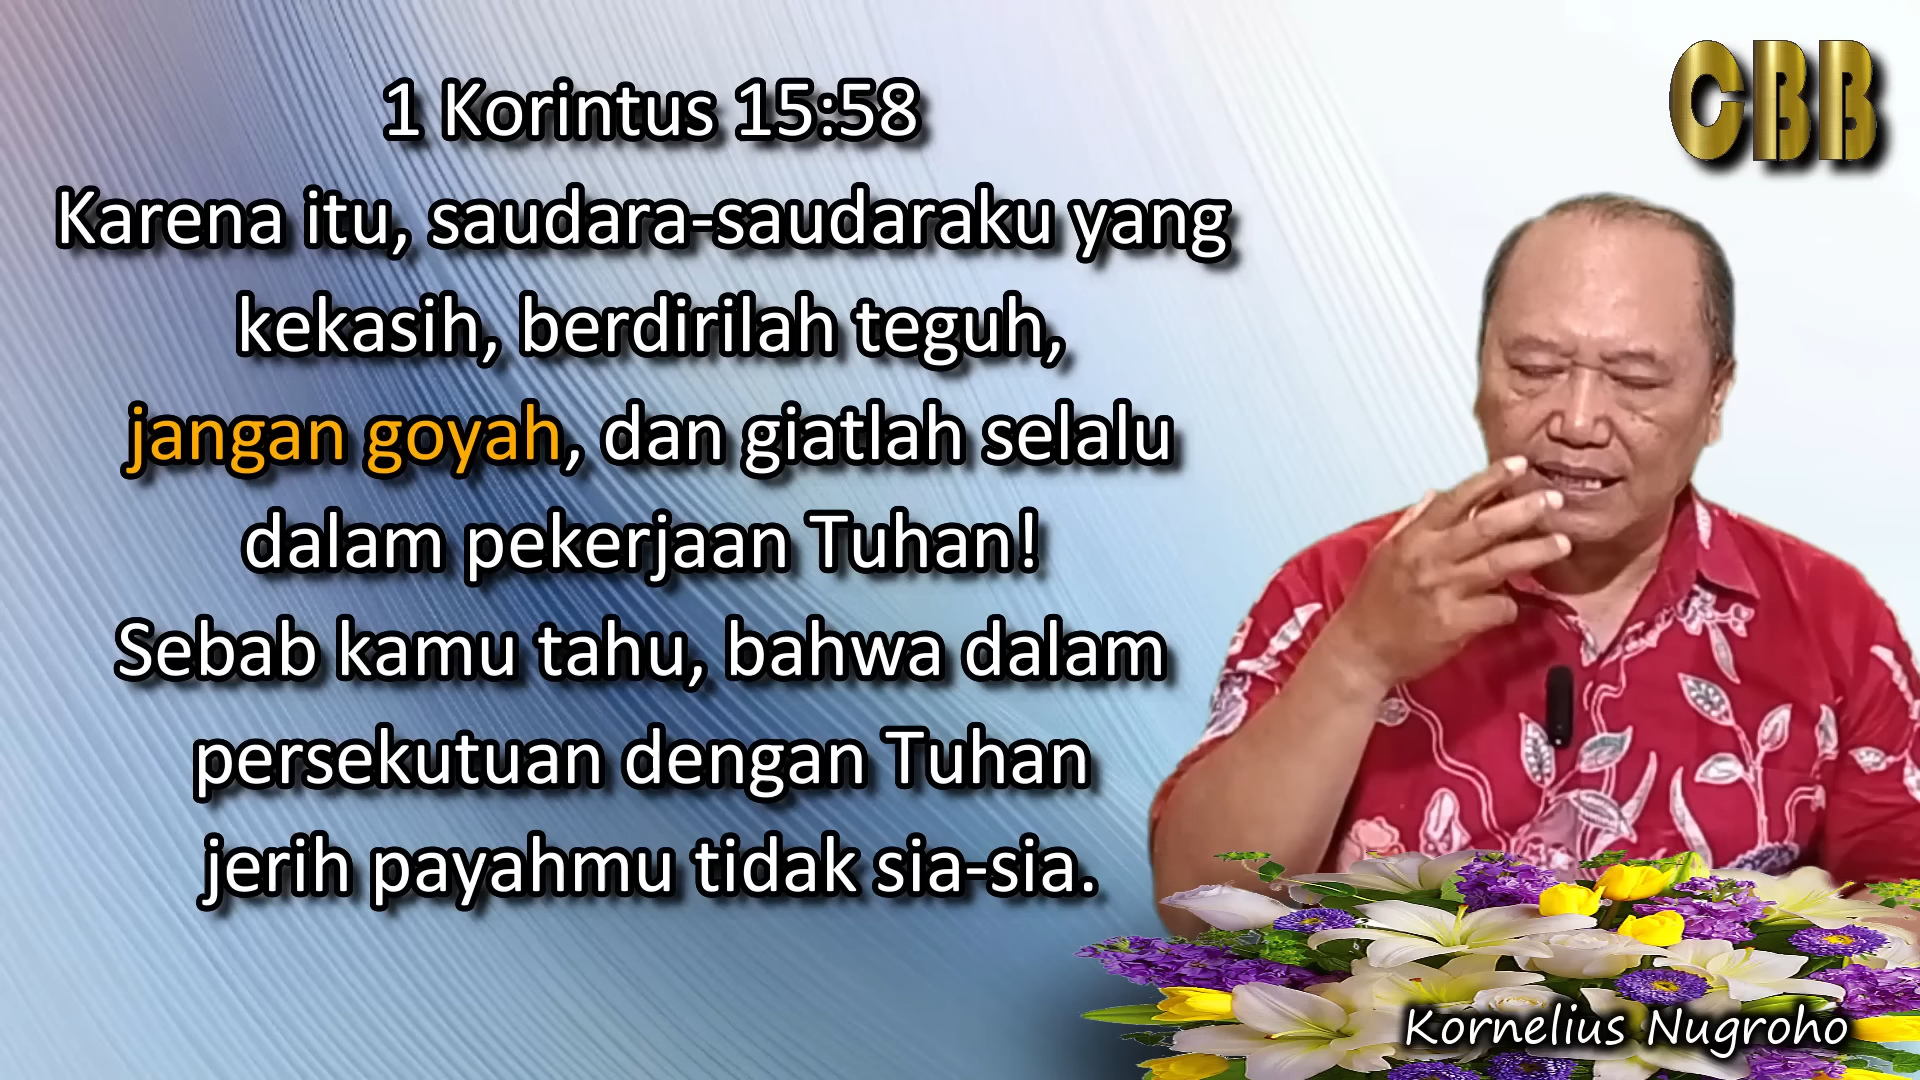 1 Korintus 15:58
Karena itu, saudara-saudaraku yang
kekasih, berdirilah teguh,
jangan goyah, dan giatlah selalu
dalam pekerjaan Tuhan!
Sebab kamu tahu, bahwa dalam
persekutuan dengan Tuhan
jerih payahmu tidak sia-sia.
CBB
Kornelius Nugroho